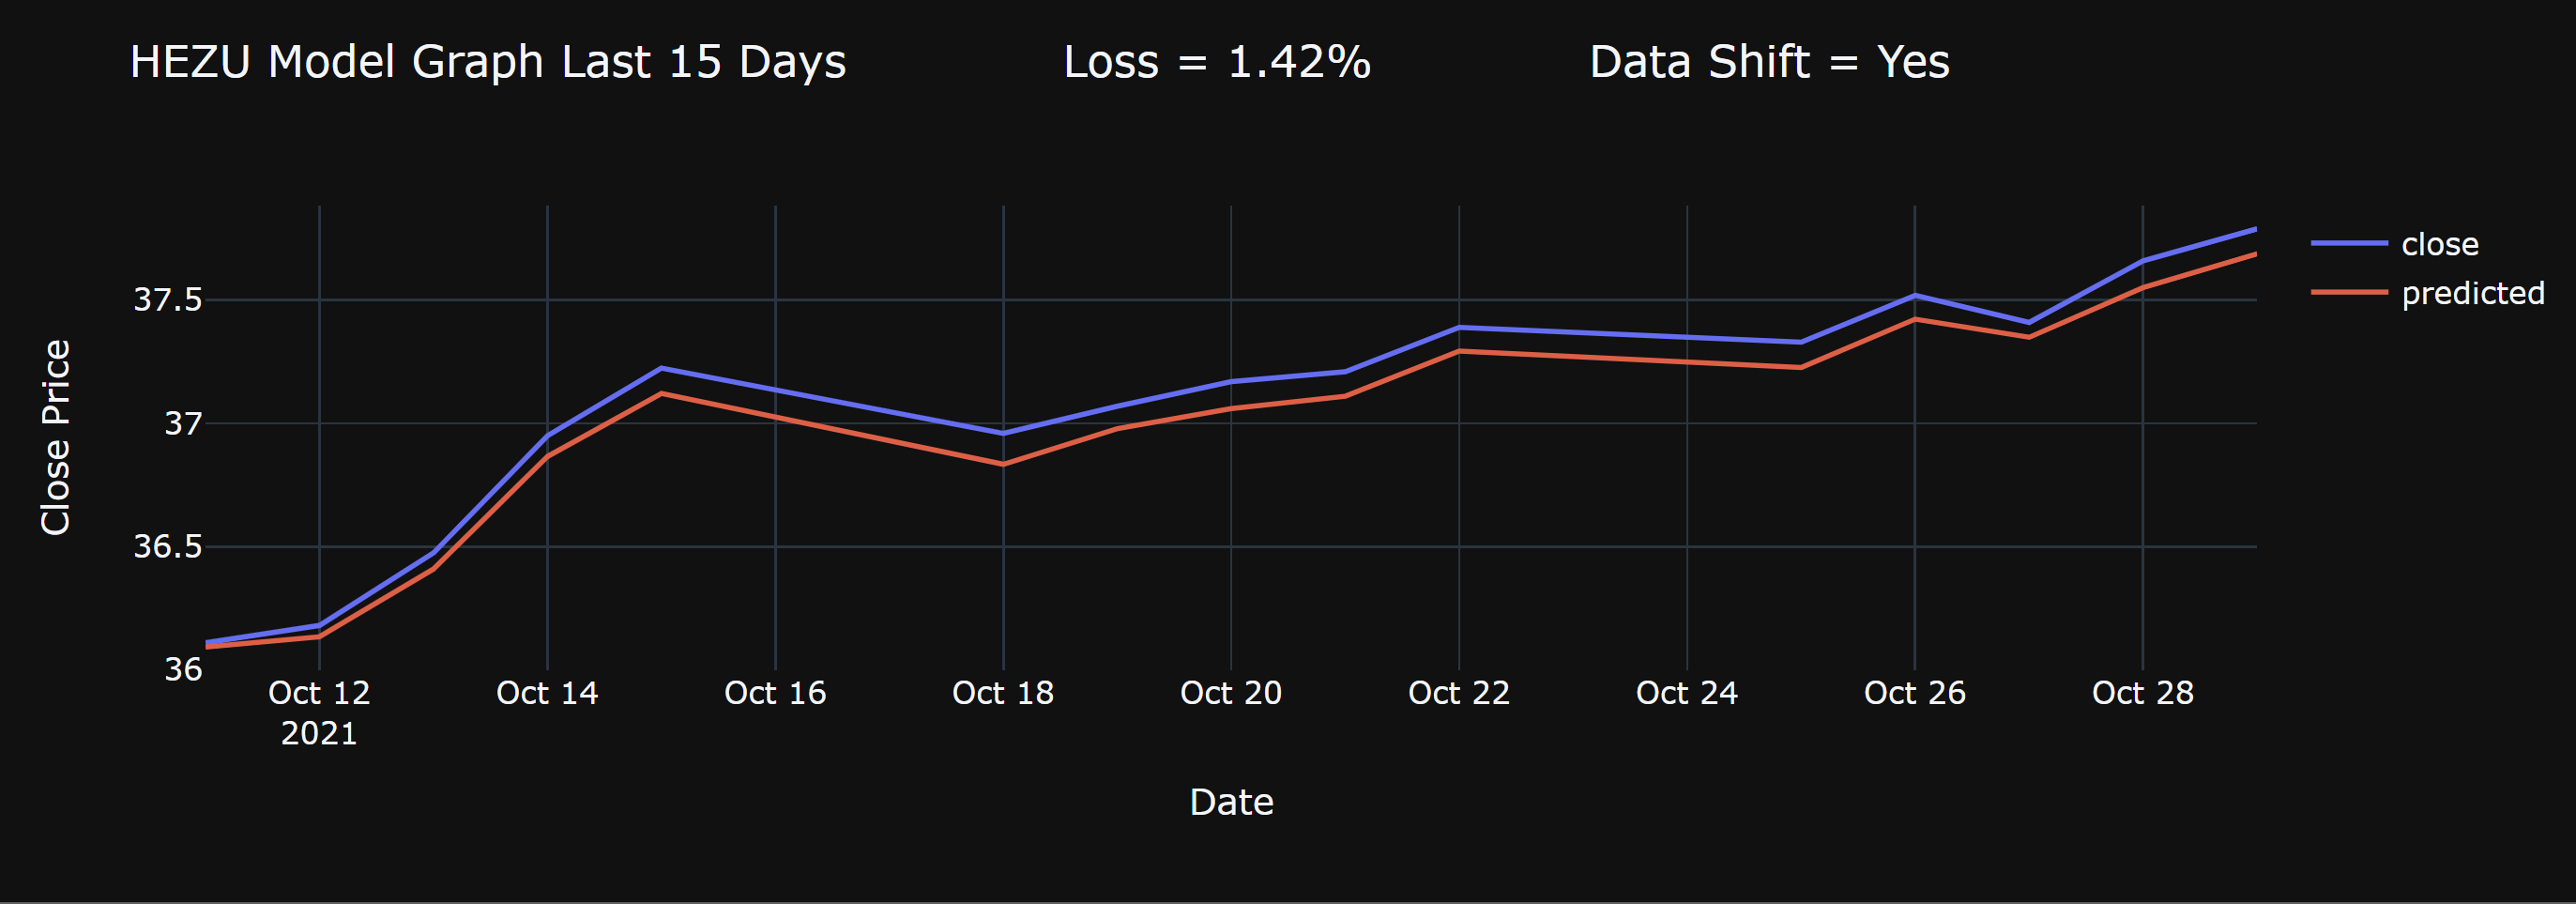 HEZU Model Graph Last 15 Days Loss = 1.42% Data Shift = Yes
close
predicted
Close Price
37.5
37
36.5
36
Oct 12 Oct 14 Oct 16 Oct 18 Oct 20 Oct 22 Oct 24 Oct 26 Oct 28
2021
Date